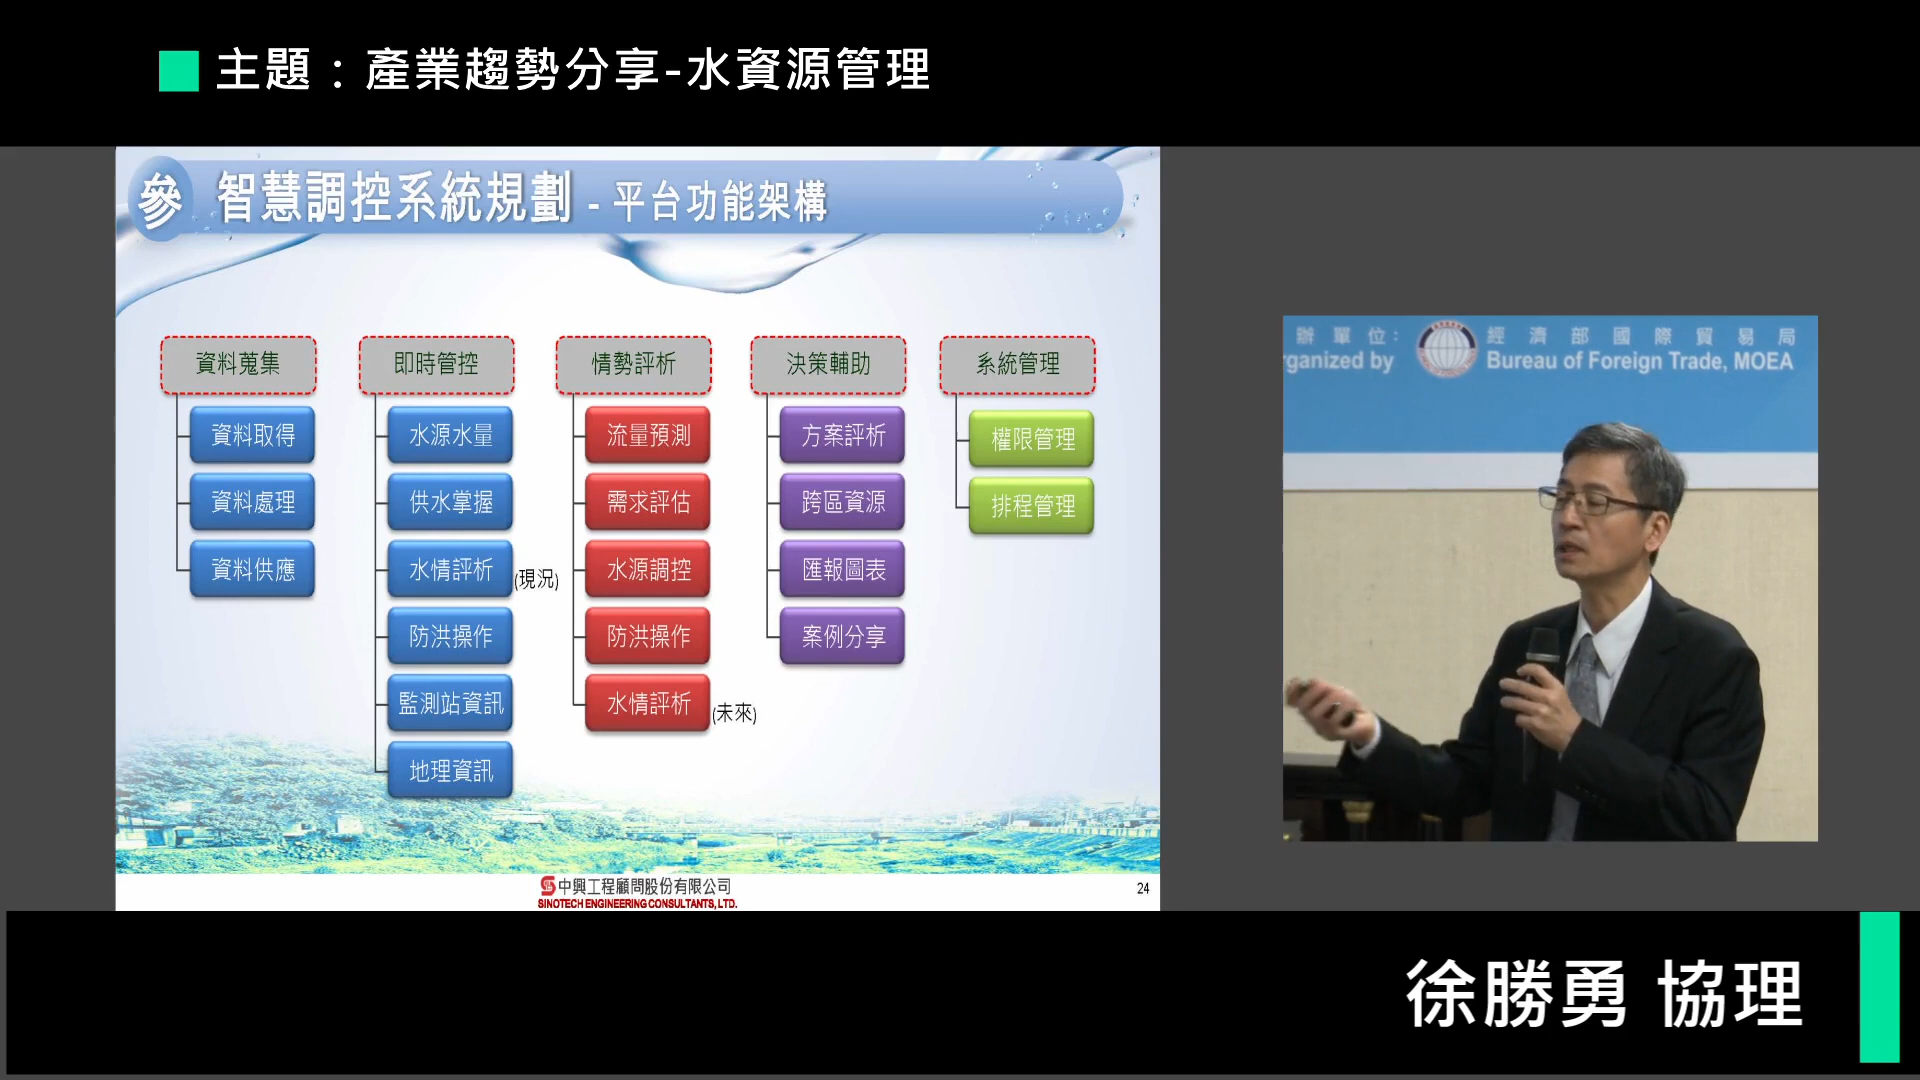 主題：產業趨勢分享-水資源管理
參 智慧調控系統規劃 - 平台功能架構
資料蒐集
資料取得
資料處理
資料供應
即時管控
水源水量
供水掌握
水情評析 (現況)
防洪操作
監測站資訊
地理資訊
情勢評析
流量預測
需求評估
水源調控
防洪操作
水情評析 (未來)
決策輔助
方案評析
跨區資源
匯報圖表
案例分享
系統管理
權限管理
排程管理
中興工程顧問股份有限公司
SINOTECH ENGINEERING CONSULTANTS, LTD.
24
辦單位：經濟部國際貿易局
rganized by Bureau of Foreign Trade, MOEA
徐勝勇 協理